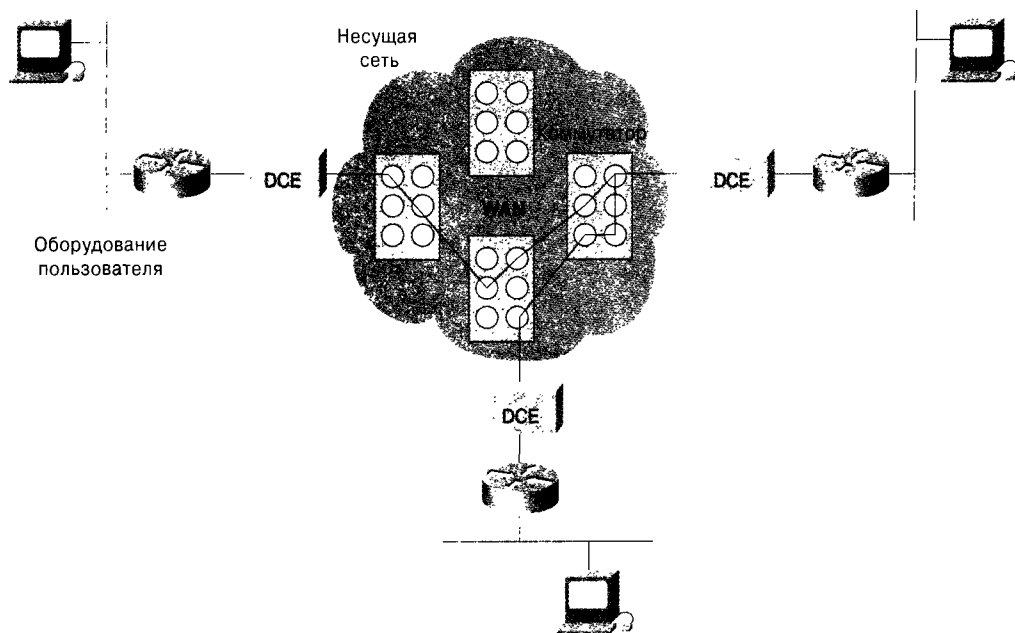 Несущая
сеть
Коммутатор
DCE
DCE
WAN
Оборудование
пользователя
DCE